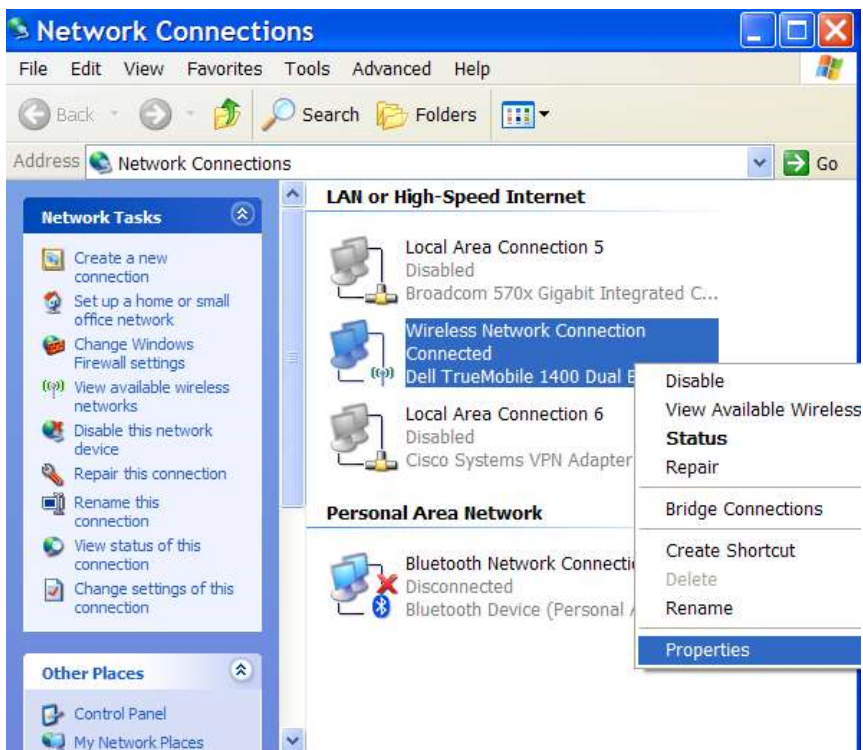 Network Connections
File Edit View Favorites Tools Advanced Help
Back Search Folders
Address Network Connections Go
Network Tasks
Create a new
connection
Set up a home or small
office network
Change Windows
Firewall settings
View available wireless
networks
Disable this network
device
Repair this connection
Rename this
connection
View status of this
connection
Change settings of this
connection
Other Places
Control Panel
My Network Places
LAN or High-Speed Internet
Local Area Connection 5
Disabled
Broadcom 570x Gigabit Integrated C...
Wireless Network Connection
Connected
Dell TrueMobile 1400 Dual
Local Area Connection 6
Disabled
Cisco Systems VPN Adapter
Personal Area Network
Bluetooth Network Connecti
Disconnected
Bluetooth Device (Personal
Disable
View Available Wireless
Status
Repair
Bridge Connections
Create Shortcut
Delete
Rename
Properties